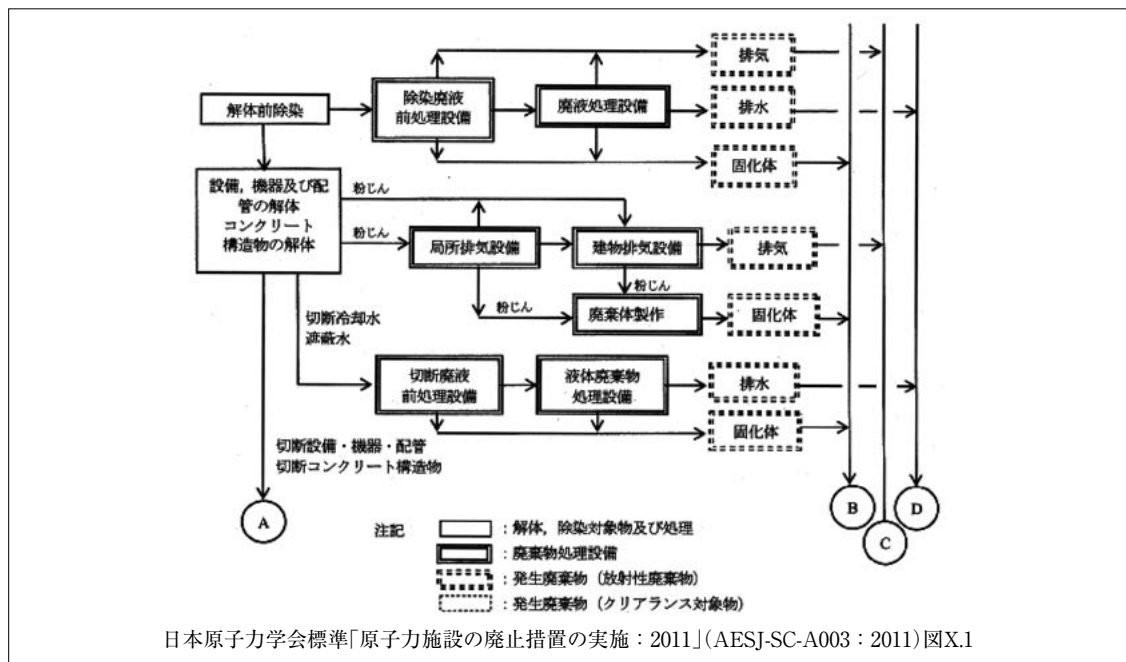 排気
解体前除染
除染廃液
前処理設備
廃液処理設備
排水
固化体
設備，機器及び配
管の解体
コンクリート
構造物の解体
粉じん
粉じん
局所排気設備
建物排気設備
排気
粉じん
粉じん
廃棄体製作
固化体
切断冷却水
遮蔽水
切断廃液
前処理設備
液体廃棄物
処理設備
排水
固化体
切断設備・機器・配管
切断コンクリート構造物
A
B
C
D
注記
：解体，除染対象物及び処理
：廃棄物処理設備
：発生廃棄物（放射性廃棄物）
：発生廃棄物（クリアランス対象物）
日本原子力学会標準「原子力施設の廃止措置の実施：2011」(AESJ-SC-A003：2011)図X.1